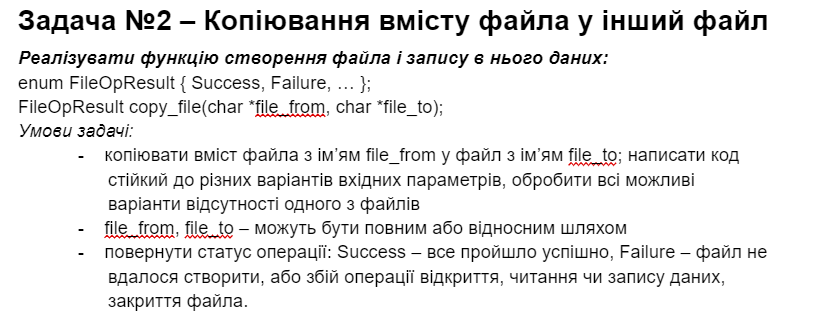 Задача №2 – Копіювання вмісту файла у інший файл
Реалізувати функцію створення файла і запису в нього даних:
enum FileOpResult { Success, Failure, … };
FileOpResult copy_file(char *file_from, char *file_to);
Умови задачі:
- копіювати вміст файла з ім’ям file_from у файл з ім’ям file_to; написати код
стійкий до різних варіантів вхідних параметрів, обробити всі можливі
варіанти відсутності одного з файлів
- file_from, file_to – можуть бути повним або відносним шляхом
- повернути статус операції: Success – все пройшло успішно, Failure – файл не
вдалося створити, або збій операції відкриття, читання чи запису даних,
закриття файла.